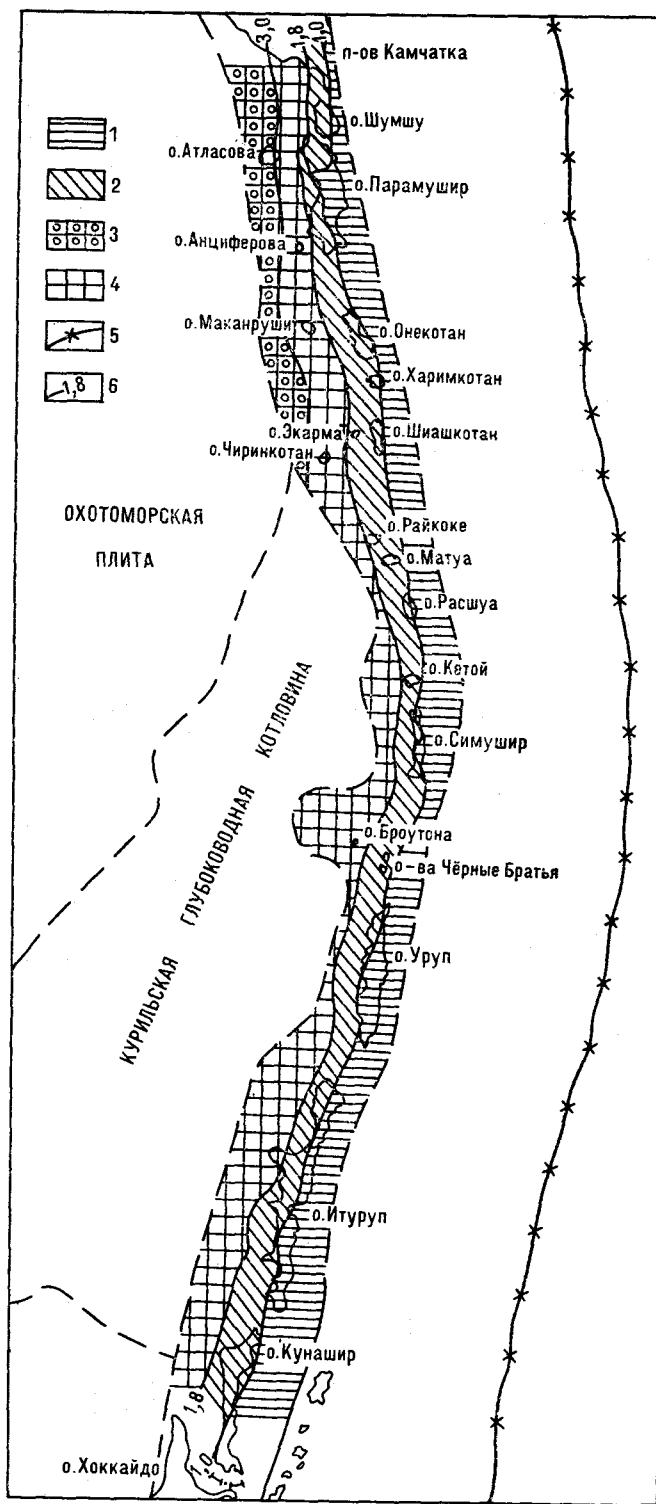 3,0
1,8
1,0
п-ов Камчатка
1
о.Шумшу
о.Атласова
2
о.Парамушир
3
о.Анциферова
4
о.Маканруши
5
о.Онекотан
1,8
6
о.Харимкотан
о.Экарма
о.Шиашкотан
о.Чиринкотан
ОХОТОМОРСКАЯ
ПЛИТА
о.Райкоке
о.Матуа
о.Расшуа
о.Кетой
КУРИЛЬСКАЯ ГЛУБОКОВОДНАЯ КОТЛОВИНА
о.Симушир
о.Броутона
о-ва Чёрные Братья
о.Уруп
о.Итуруп
о.Кунашир
1,8
1,0
о.Хоккайдо